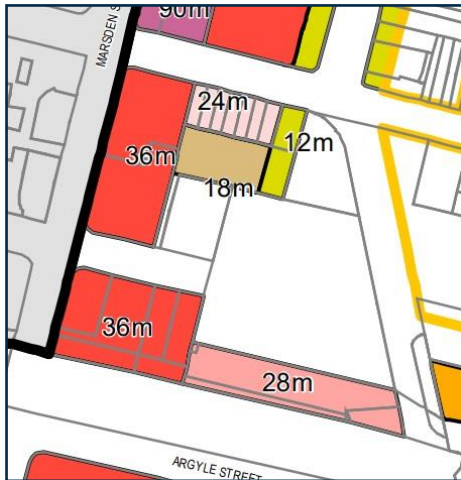 90m
MARSDEN S
24m
36m
12m
18m
36m
28m
ARGYLE STREET